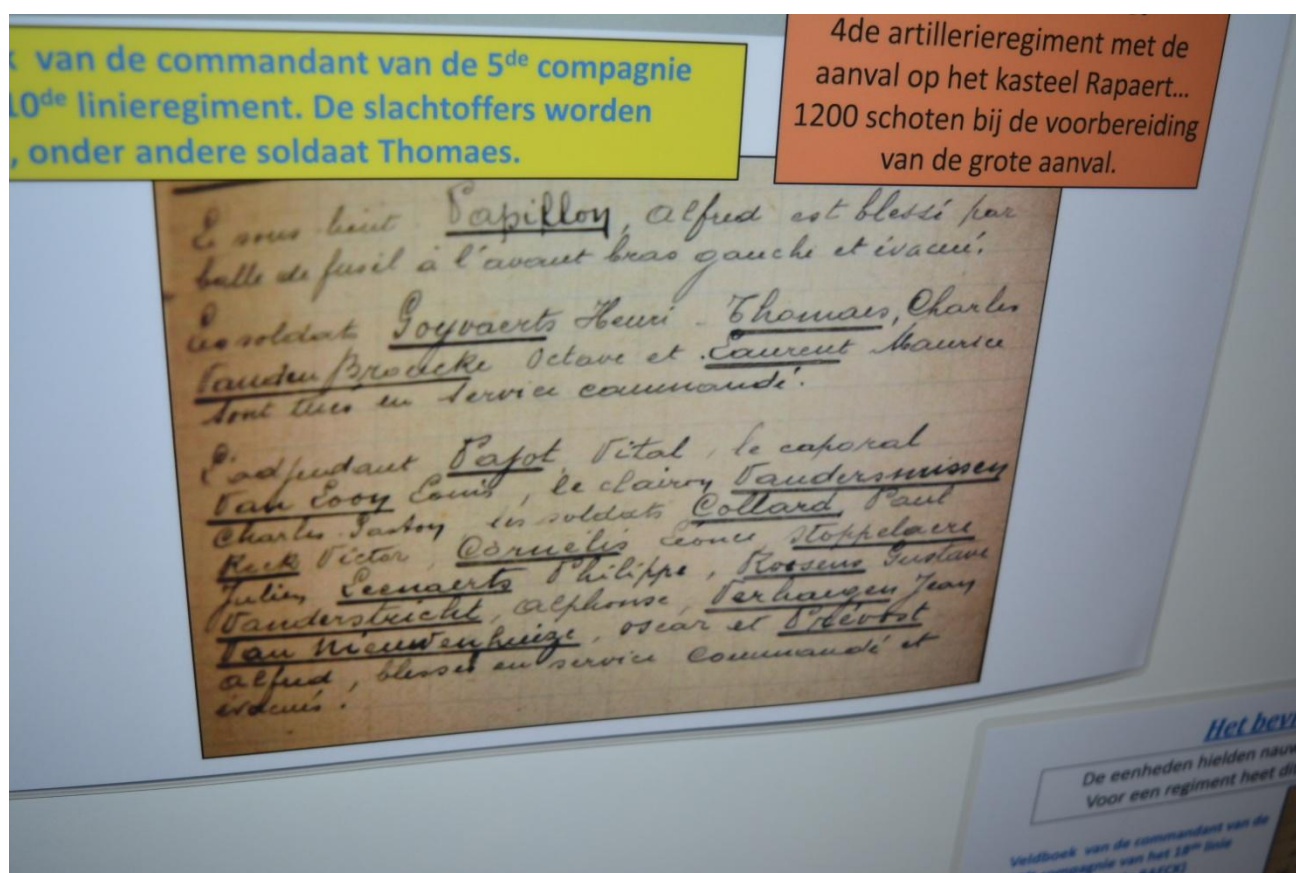 van de commandant van de 5de compagnie
10de linieregiment. De slachtoffers worden
, onder andere soldaat Thomaes.
4de artillerieregiment met de
aanval op het kasteel Rapaert...
1200 schoten bij de voorbereiding
van de grote aanval.
Le sous lieut Papillon, Alfred est blessé par
balle de fusil à l'avant bras gauche et évacué.
Les soldats Goyvaerts Henri - Thomaes, Charles
Vanden Broucke Octave et Laurent Maurice
sont tués en service commandé.
L'adjudant Pajot, Vital, le caporal
Van Looy Louis, le clairon Vandersmissen
Charles. les soldats Collard, Paul
Keck Victor, Cornelis Léonce, Stoppelaere
Julien, Leenaerts Philippe, Roosens Gustave
Vanderstricht, Alphonse, Verhaegen Jean
Van Nieuwenhuize, Oscar et Prévost
Alfred, blessés en service commandé et
évacués.
Het bev
De eenheden hielden nauw
Voor een regiment heet di
Veldboek van de commandant van de
compagnie van het 18de linie